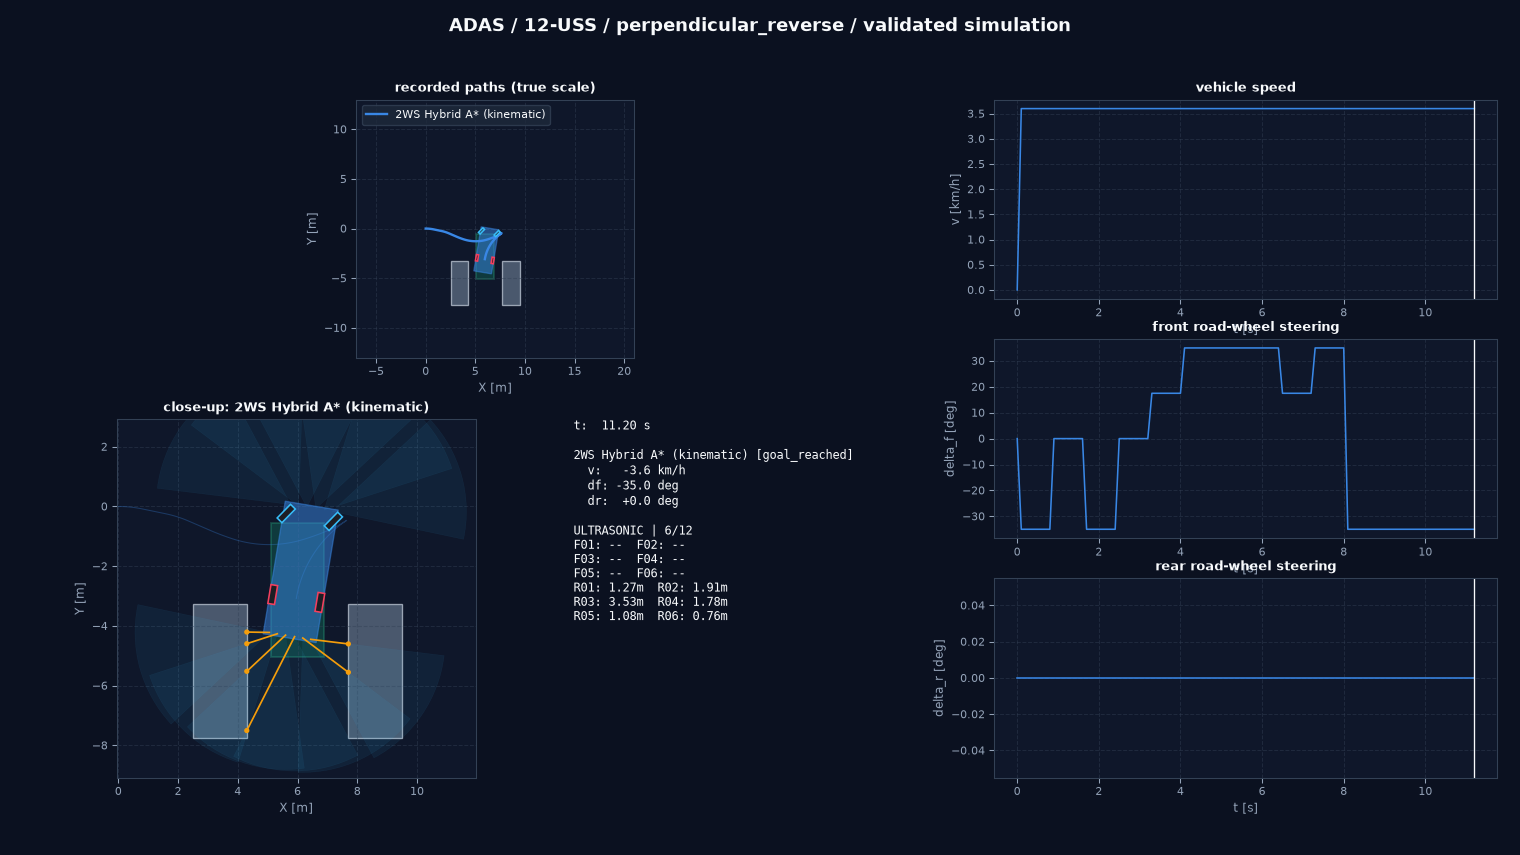 ADAS / 12-USS / perpendicular_reverse / validated simulation
recorded paths (true scale)
2WS Hybrid A* (kinematic)
10
5
0
−5
−10
Y [m]
−5 0 5 10 15 20
X [m]
close-up: 2WS Hybrid A* (kinematic)
2
0
−2
−4
−6
−8
Y [m]
0 2 4 6 8 10
X [m]
t: 11.20 s
2WS Hybrid A* (kinematic) [goal_reached]
v: -3.6 km/h
df: -35.0 deg
dr: +0.0 deg
ULTRASONIC | 6/12
F01: -- F02: --
F03: -- F04: --
F05: -- F06: --
R01: 1.27m R02: 1.91m
R03: 3.53m R04: 1.78m
R05: 1.08m R06: 0.76m
vehicle speed
3.5
3.0
2.5
2.0
1.5
1.0
0.5
0.0
v [km/h]
0 2 4 6 8 10
front road-wheel steering
30
20
10
0
−10
−20
−30
delta_f [deg]
0 2 4 6 8 10
rear road-wheel steering
0.04
0.02
0.00
−0.02
−0.04
delta_r [deg]
0 2 4 6 8 10
t [s]